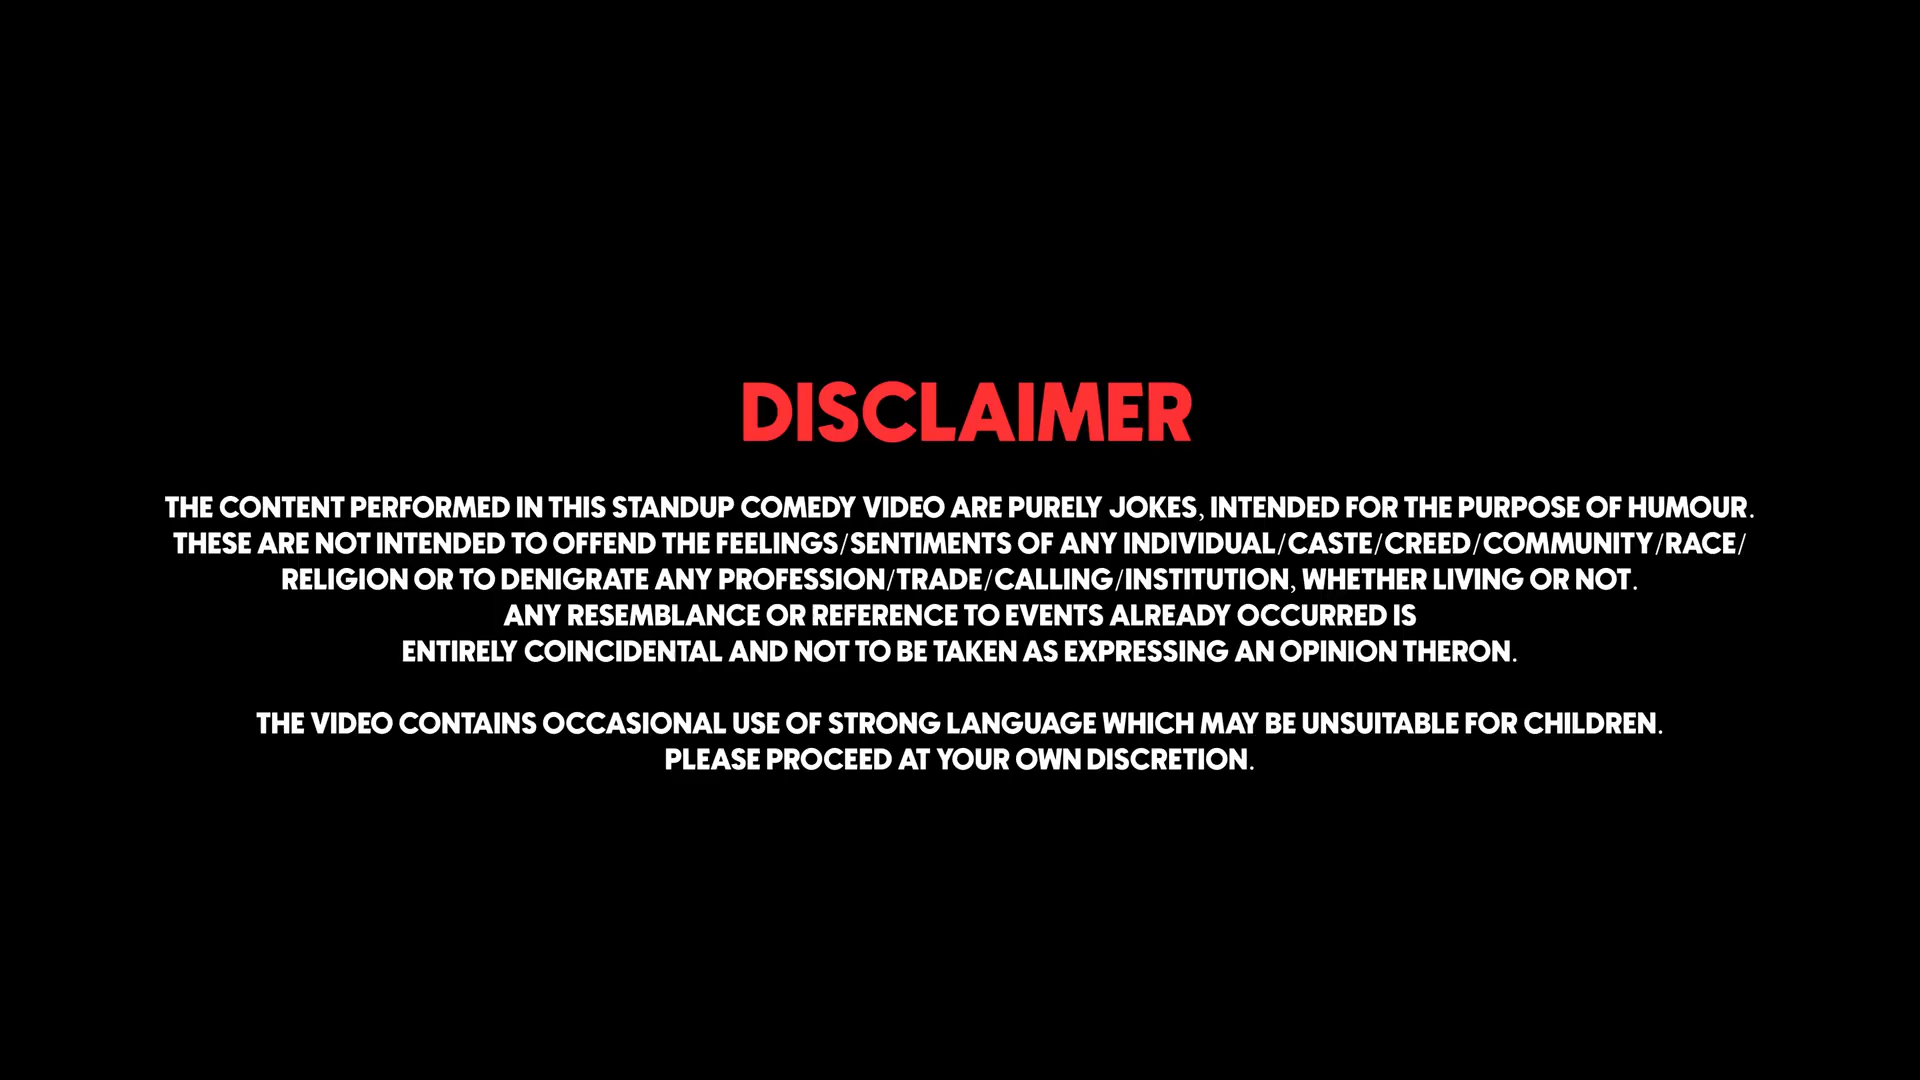 DISCLAIMER
THE CONTENT PERFORMED IN THIS STANDUP COMEDY VIDEO ARE PURELY JOKES, INTENDED FOR THE PURPOSE OF HUMOUR.
THESE ARE NOT INTENDED TO OFFEND THE FEELINGS/SENTIMENTS OF ANY INDIVIDUAL/CASTE/CREED/COMMUNITY/RACE/
RELIGION OR TO DENIGRATE ANY PROFESSION/TRADE/CALLING/INSTITUTION, WHETHER LIVING OR NOT.
ANY RESEMBLANCE OR REFERENCE TO EVENTS ALREADY OCCURRED IS
ENTIRELY COINCIDENTAL AND NOT TO BE TAKEN AS EXPRESSING AN OPINION THERON.
THE VIDEO CONTAINS OCCASIONAL USE OF STRONG LANGUAGE WHICH MAY BE UNSUITABLE FOR CHILDREN.
PLEASE PROCEED AT YOUR OWN DISCRETION.